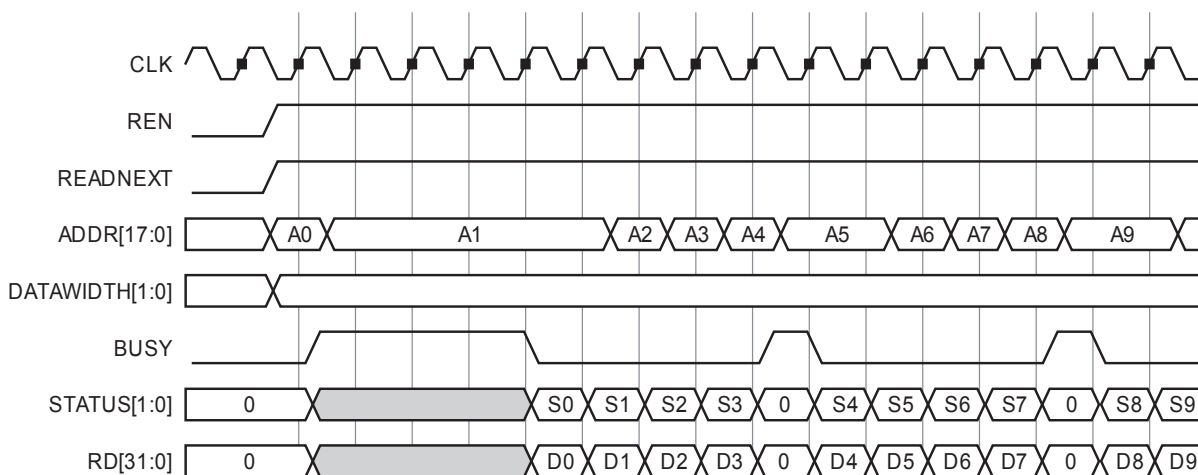 CLK
REN
READNEXT
ADDR[17:0] A0 A1 A2 A3 A4 A5 A6 A7 A8 A9
DATAWIDTH[1:0]
BUSY
STATUS[1:0] 0 S0 S1 S2 S3 0 S4 S5 S6 S7 0 S8 S9
RD[31:0] 0 D0 D1 D2 D3 0 D4 D5 D6 D7 0 D8 D9